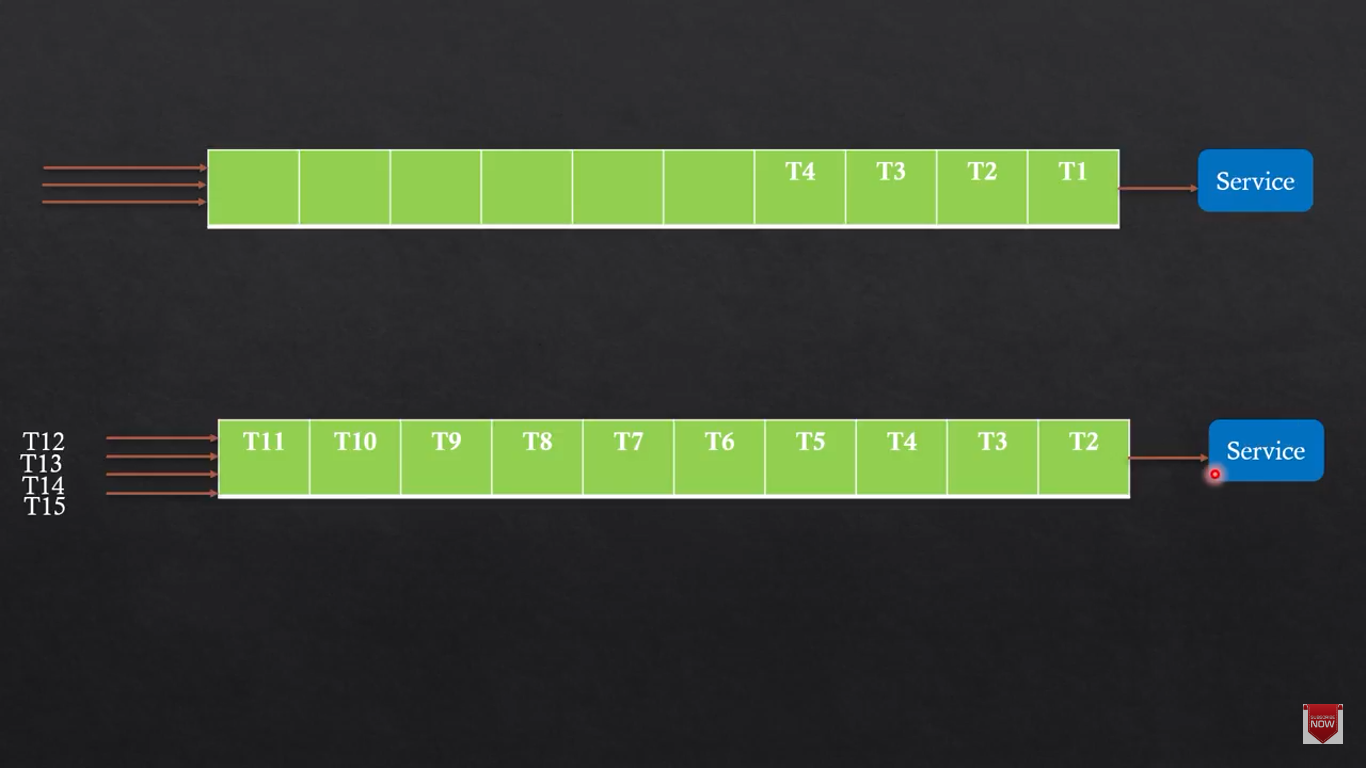 T4 T3 T2 T1
Service
T12
T13
T14
T15
T11 T10 T9 T8 T7 T6 T5 T4 T3 T2
Service
SUBSCRIBE
NOW